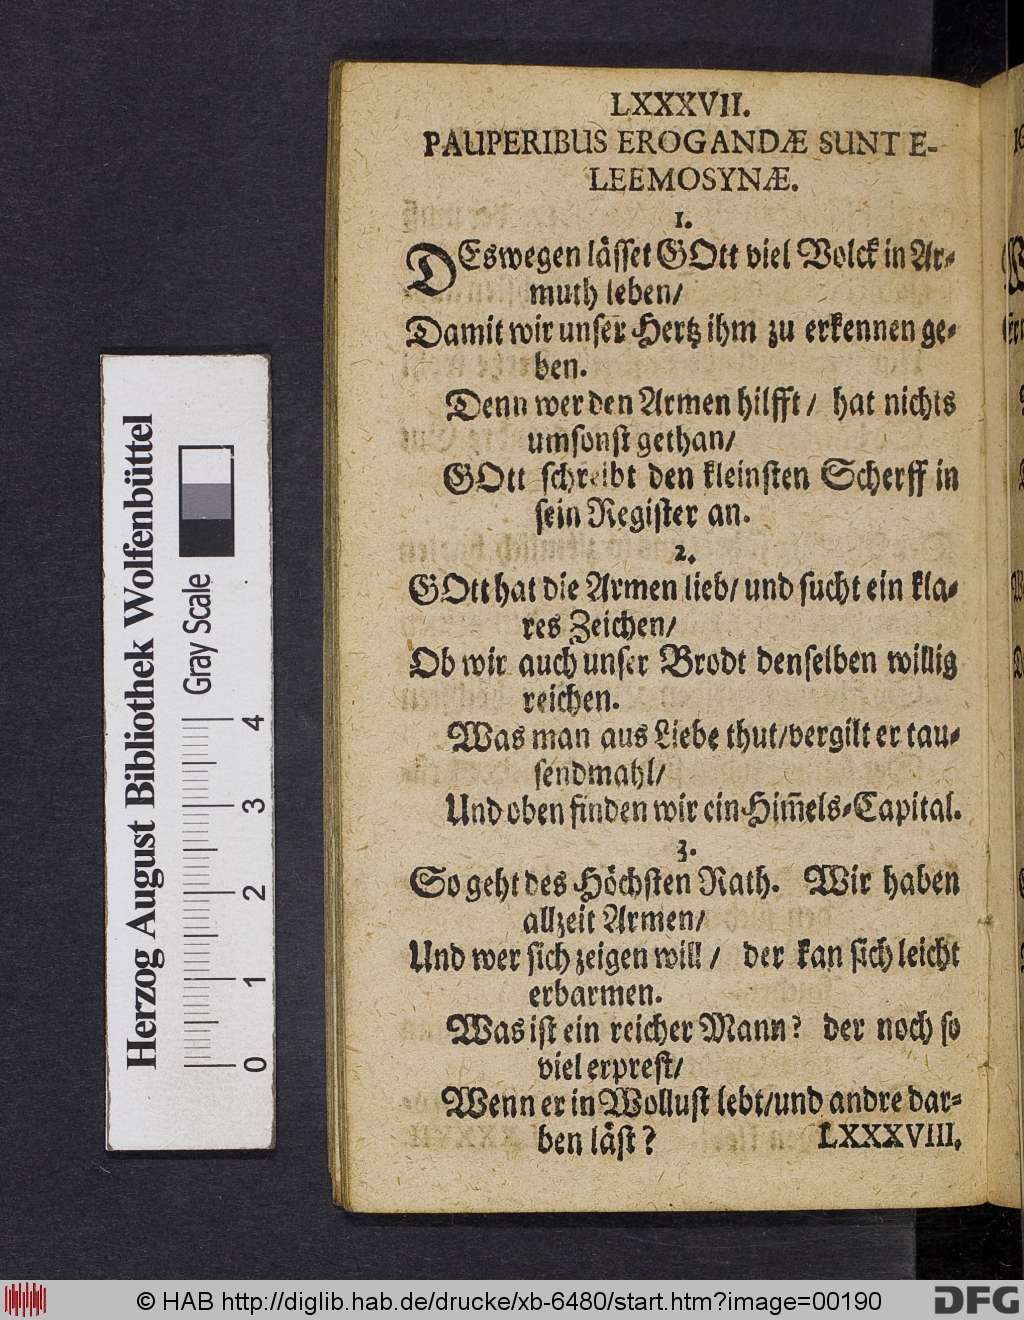 LXXXVII.
PAUPERIBUS EROGANDÆ SUNT E-
LEEMOSYNÆ.
1.
DEswegen lässet GOtt viel Volck in Ar-
muth leben/
Damit wir unser Hertz ihm zu erkennen ge-
ben.
Denn wer den Armen hilfft / hat nichts
umsonst gethan/
GOtt schreibt den kleinsten Scherff in
sein Register an.
2.
GOtt hat die Armen lieb/ und sucht ein kla-
res Zeichen/
Ob wir auch unser Brodt denselben willig
reichen.
Was man aus Liebe thut/vergilt er tau-
sendmahl/
Und oben finden wir ein Him̅els-Capital.
3.
So geht des Höchsten Rath. Wir haben
allzeit Armen/
Und wer sich zeigen will / der kan sich leicht
erbarmen.
Was ist ein reicher Mann? der noch so
viel erprest/
Wenn er in Wollust lebt/und andre dar-
ben läst?
LXXXVIII.
Herzog August Bibliothek Wolfenbüttel
Gray Scale
0 1 2 3 4
© HAB http://diglib.hab.de/drucke/xb-6480/start.htm?image=00190
DFG